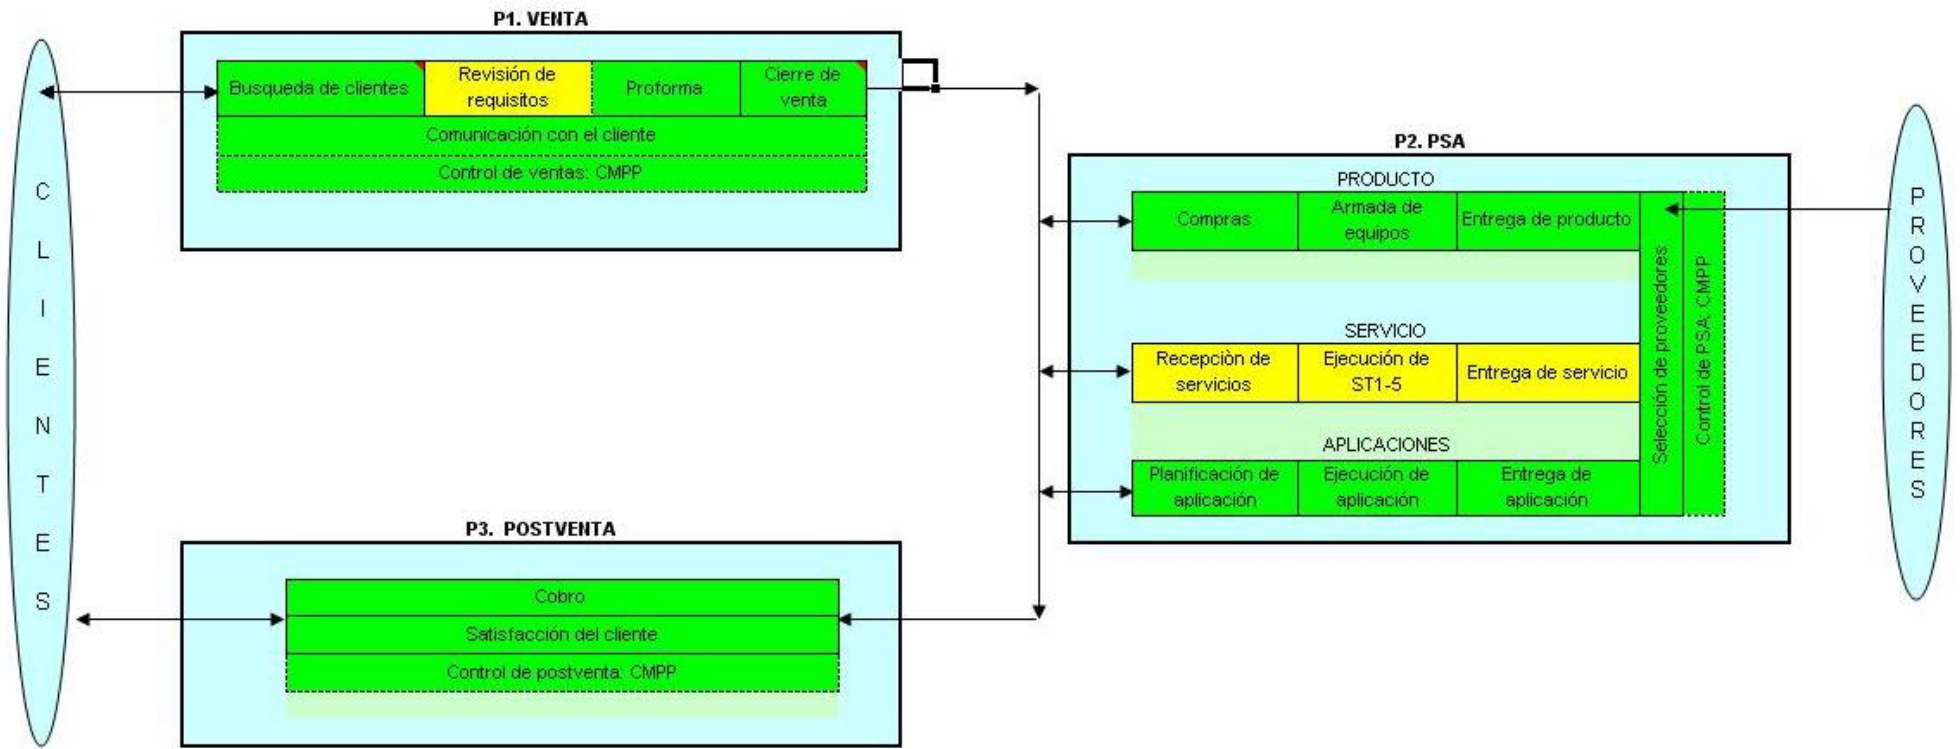 P1. VENTA
Busqueda de clientes
Revisión de
requisitos
Proforma
Cierre de
venta
Comunicación con el cliente
Control de ventas: CMPP
CLIENTES
P2. PSA
PRODUCTO
Compras
Armada de
equipos
Entrega de producto
SERVICIO
Recepciòn de
servicios
Ejecución de
ST1-5
Entrega de servicio
APLICACIONES
Planificación de
aplicación
Ejecución de
aplicación
Entrega de
aplicación
Selección de proveedores
Control de PSA: CMPP
PROVEEDORES
P3. POSTVENTA
Cobro
Satisfacción del cliente
Control de postventa: CMPP